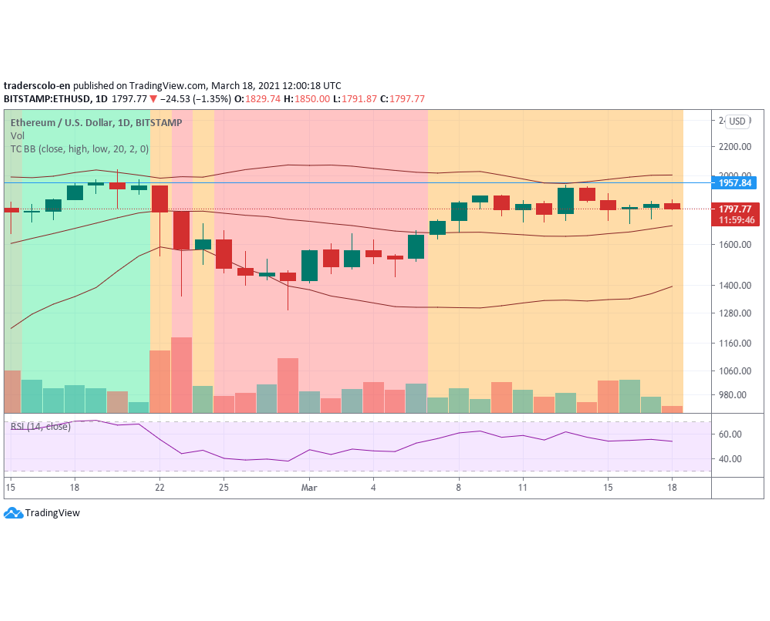 traderscolo-en published on TradingView.com, March 18, 2021 12:00:18 UTC
BITSTAMP:ETHUSD, 1D 1797.77 ▼ −24.53 (−1.35%) O:1829.74 H:1850.00 L:1791.87 C:1797.77
Ethereum / U.S. Dollar, 1D, BITSTAMP
Vol
TC BB (close, high, low, 20, 2, 0)
USD
2200.00
1957.84
1797.77
11:59:46
1600.00
1400.00
1280.00
1160.00
1060.00
980.00
RSI (14, close)
60.00
40.00
15 18 22 25 Mar 4 8 11 15 18
TradingView